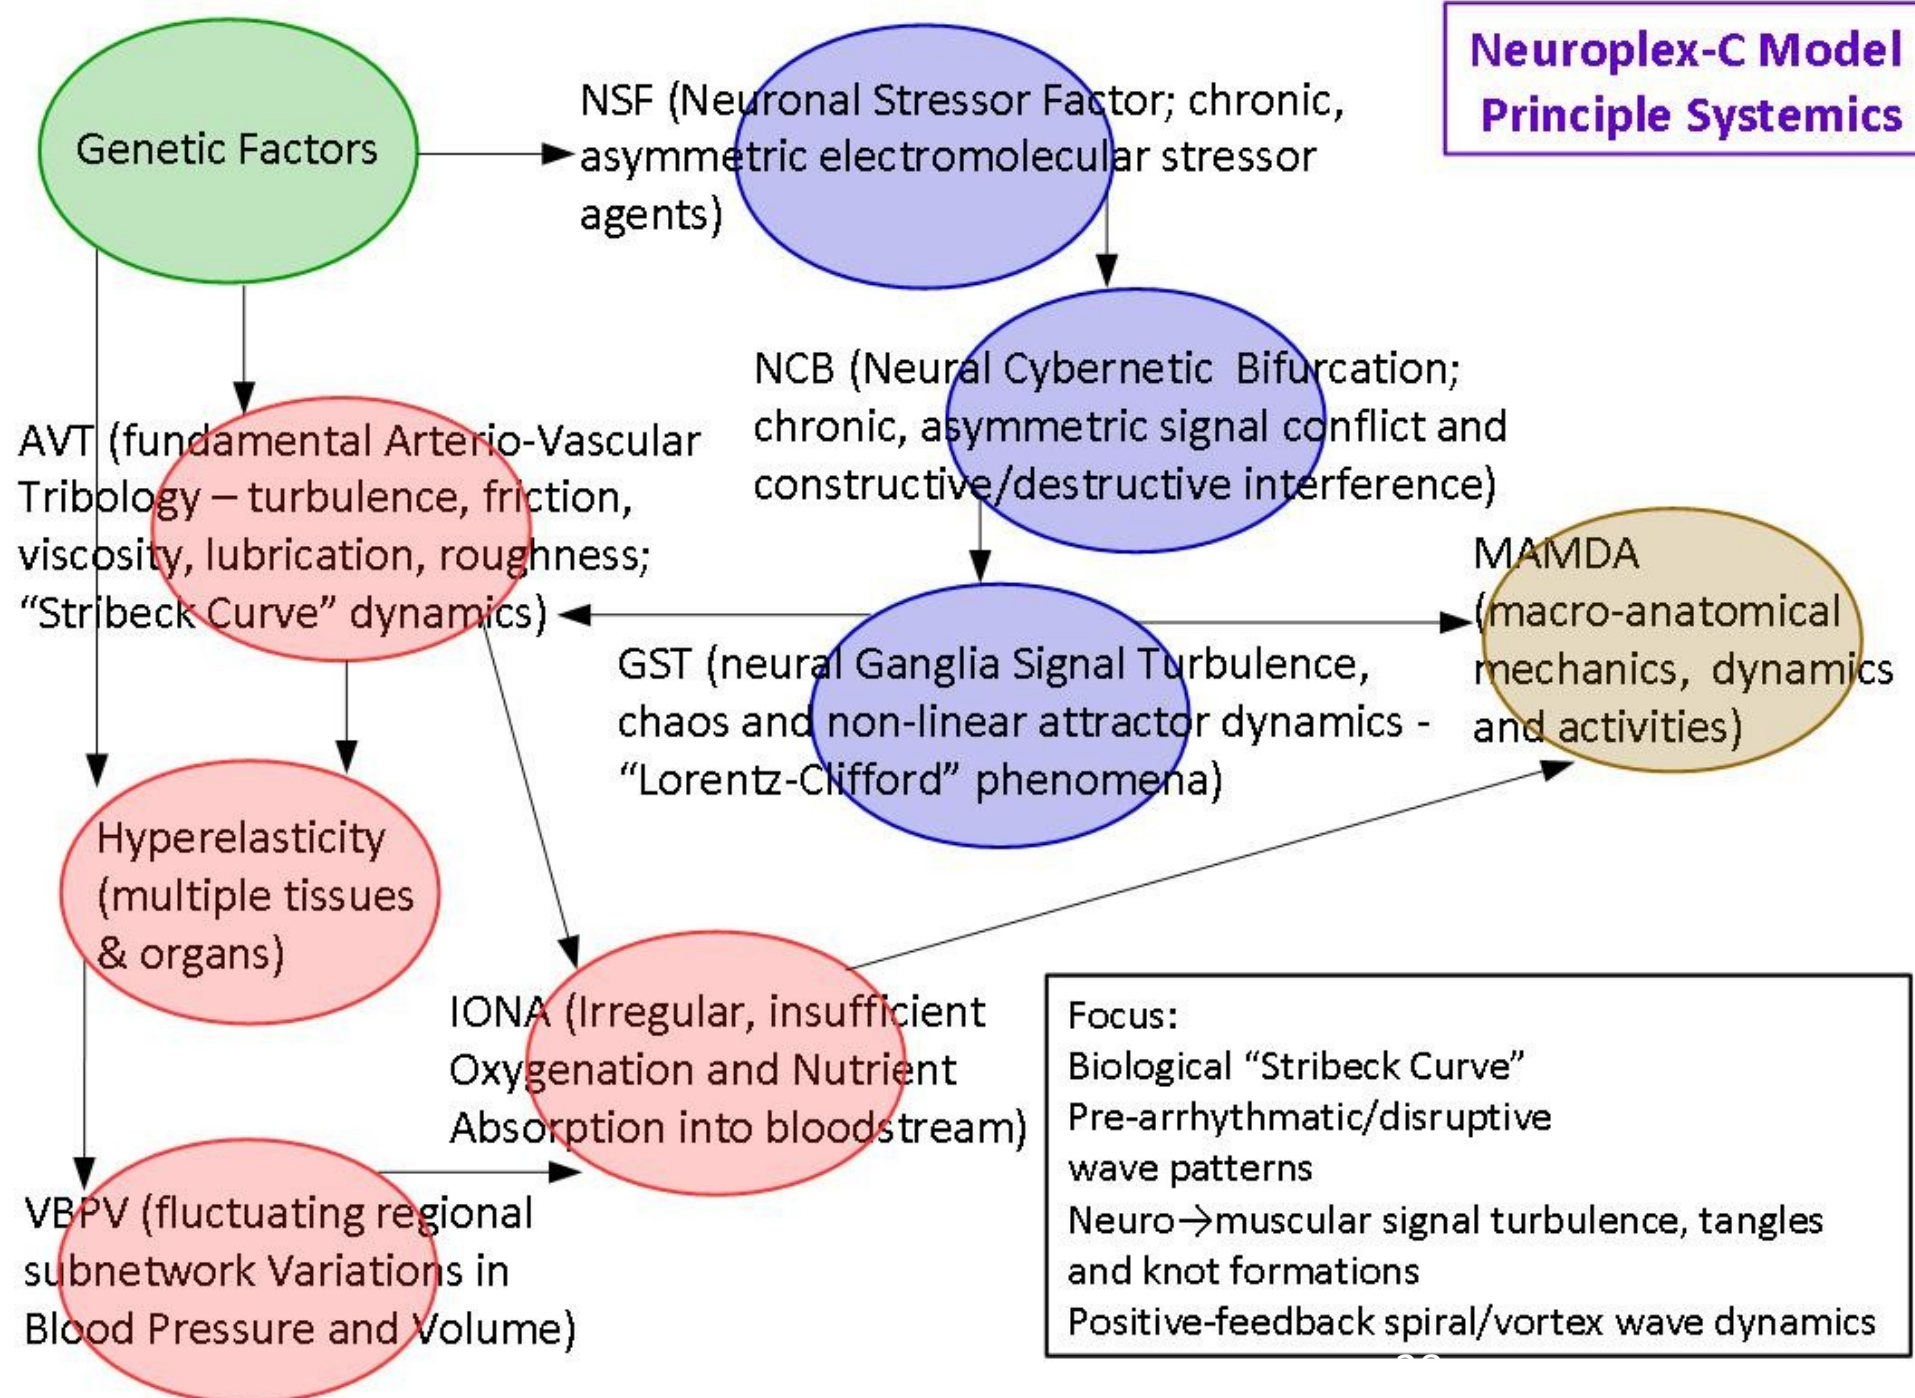 Neuroplex-C Model
Principle Systemics
Genetic Factors
NSF (Neuronal Stressor Factor; chronic,
asymmetric electromolecular stressor
agents)
NCB (Neural Cybernetic  Bifurcation;
chronic, asymmetric signal conflict and
constructive/destructive interference)
AVT (fundamental Arterio-Vascular
Tribology – turbulence, friction,
viscosity, lubrication, roughness;
“Stribeck Curve” dynamics)
MAMDA
(macro-anatomical
mechanics,  dynamics
and activities)
GST (neural Ganglia Signal Turbulence,
chaos and non-linear attractor dynamics -
“Lorentz-Clifford” phenomena)
Hyperelasticity
(multiple tissues
& organs)
IONA (Irregular, insufficient
Oxygenation and Nutrient
Absorption into bloodstream)
VBPV (fluctuating regional
subnetwork Variations in
Blood Pressure and Volume)
Focus:
Biological “Stribeck Curve”
Pre-arrhythmatic/disruptive
wave patterns
Neuro→muscular signal turbulence, tangles
and knot formations
Positive-feedback spiral/vortex wave dynamics